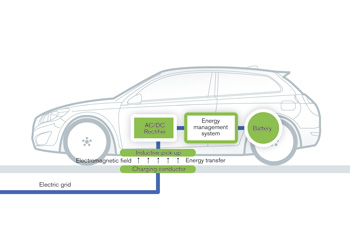 AC/DC-
Rectifier
Energy
management
system
Battery
Inductive pick-up
Electromagnetic field
Energy transfer
Charging conductor
Electric grid